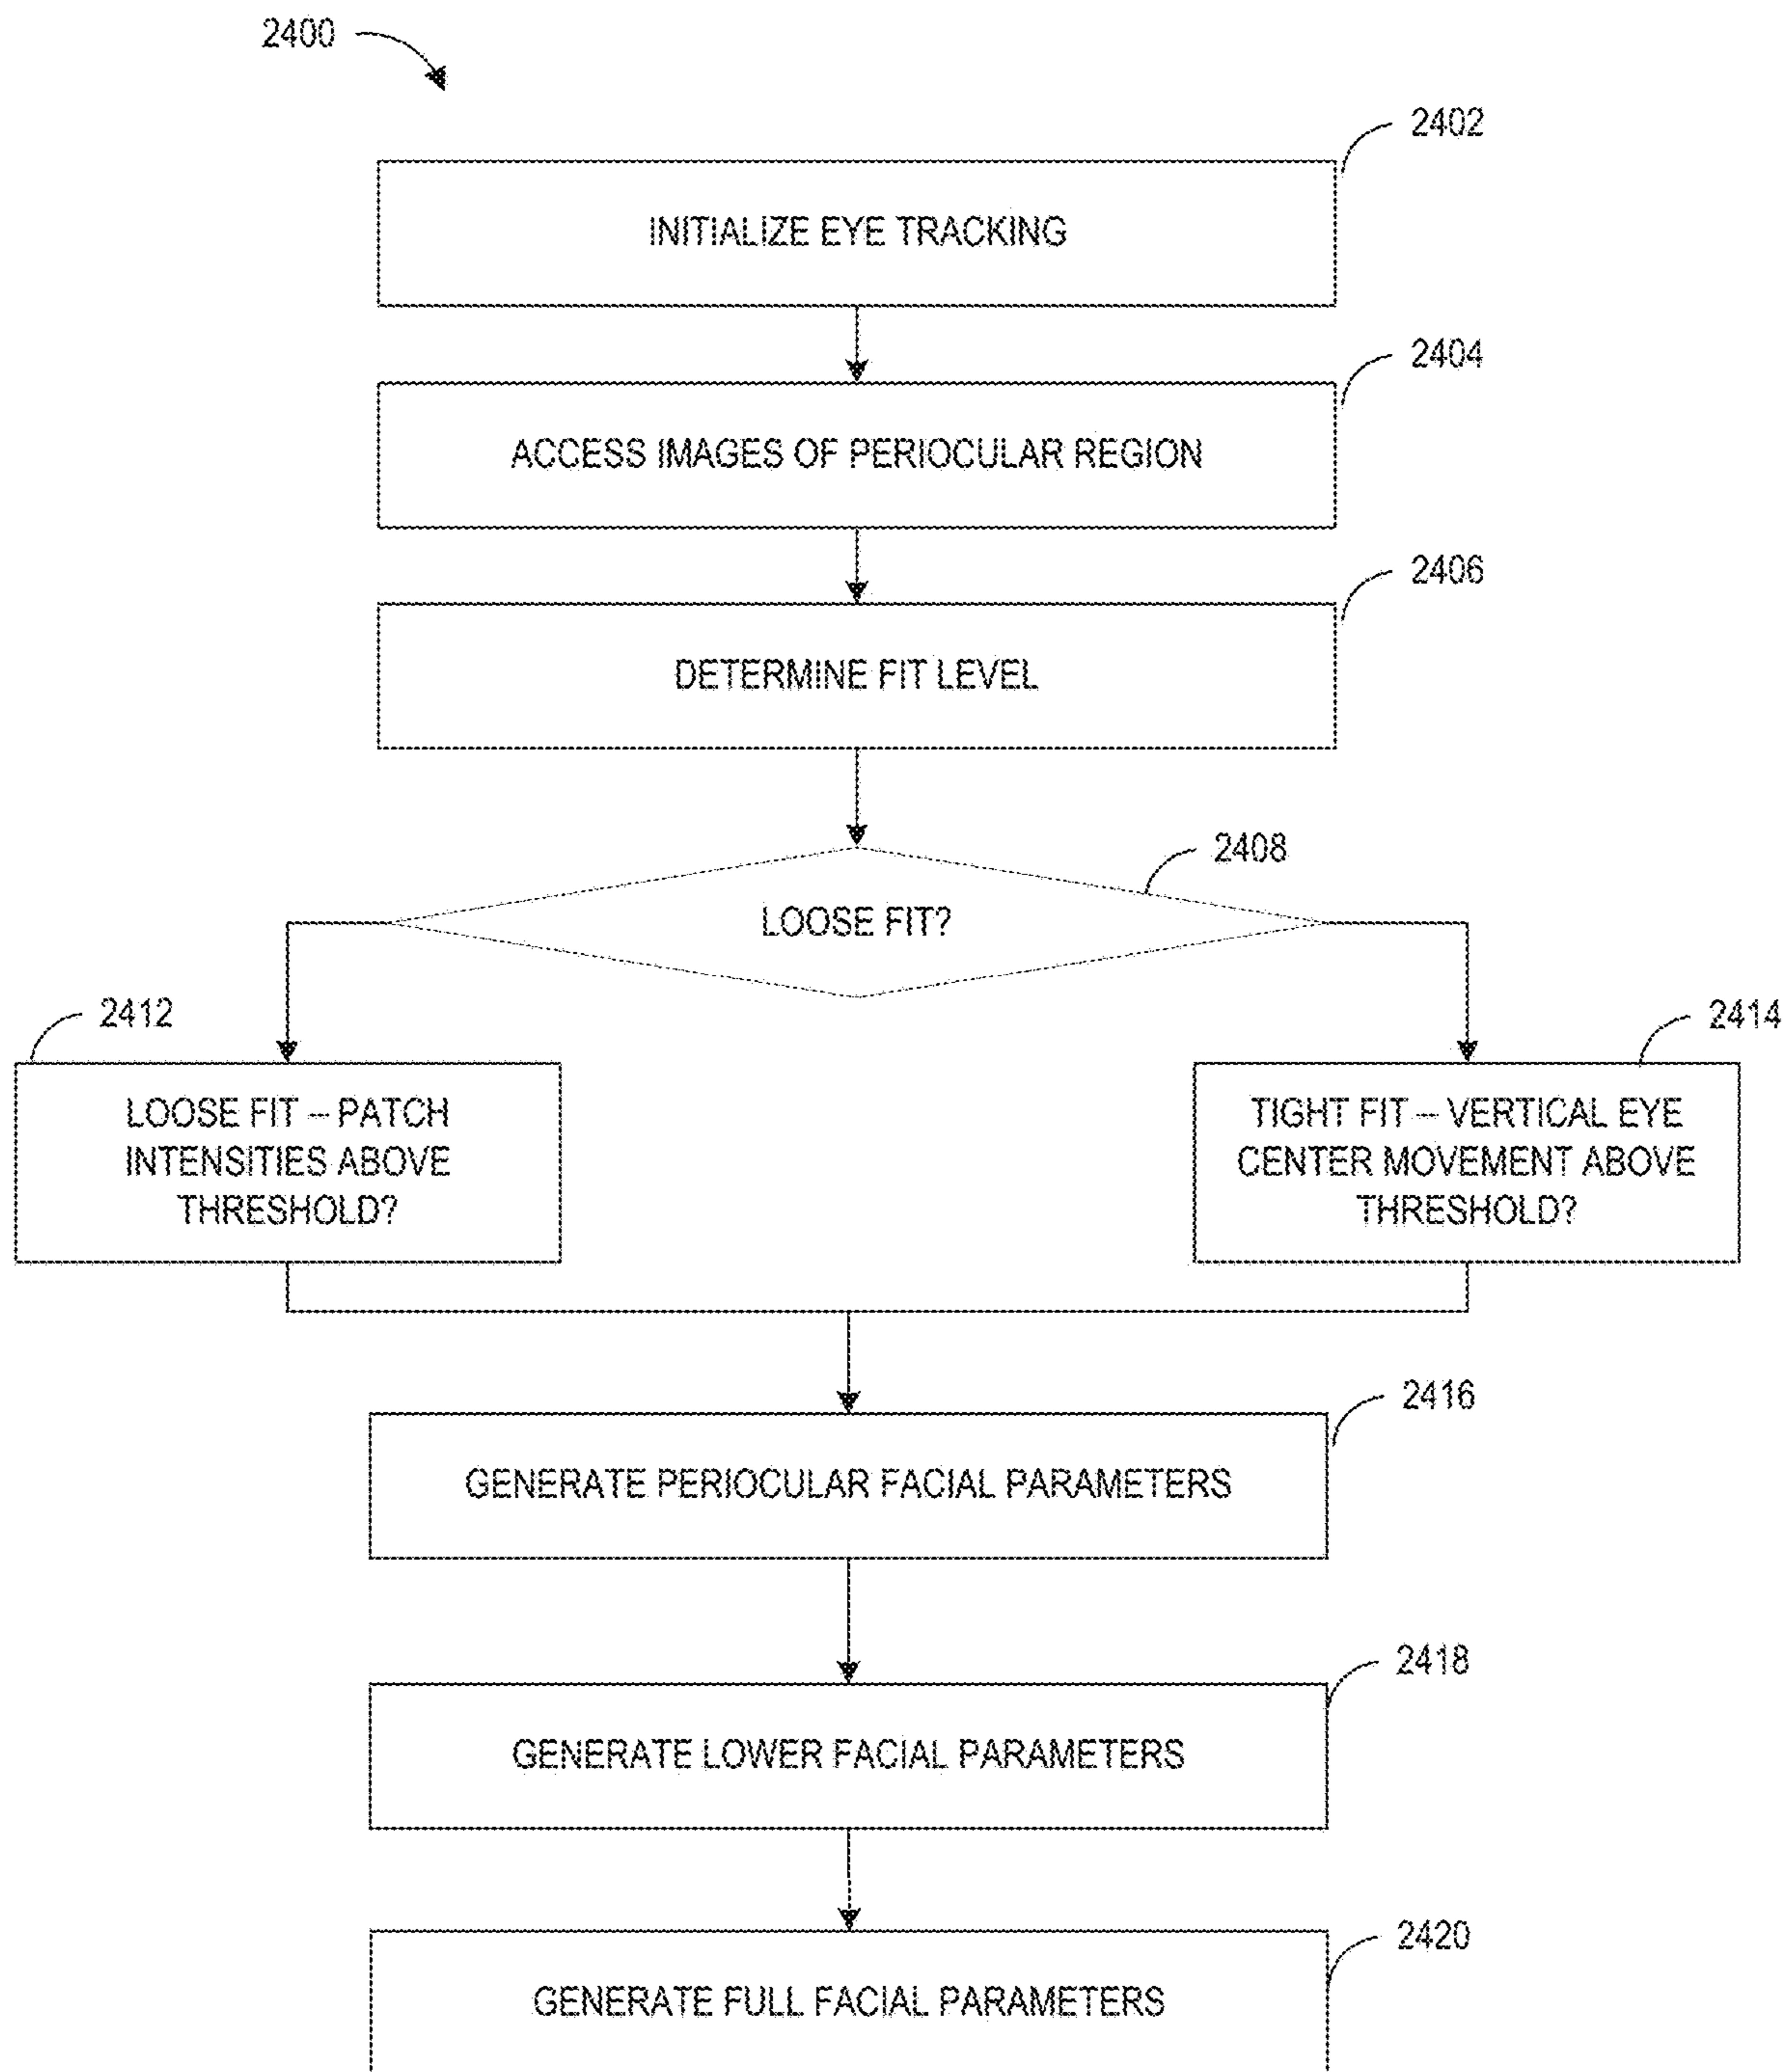 2400
2402
INITIALIZE EYE TRACKING
2404
ACCESS IMAGES OF PERIOCULAR REGION
2406
DETERMINE FIT LEVEL
2408
LOOSE FIT?
2412
LOOSE FIT – PATCH
INTENSITIES ABOVE
THRESHOLD?
2414
TIGHT FIT – VERTICAL EYE
CENTER MOVEMENT ABOVE
THRESHOLD?
2416
GENERATE PERIOCULAR FACIAL PARAMETERS
2418
GENERATE LOWER FACIAL PARAMETERS
2420
GENERATE FULL FACIAL PARAMETERS